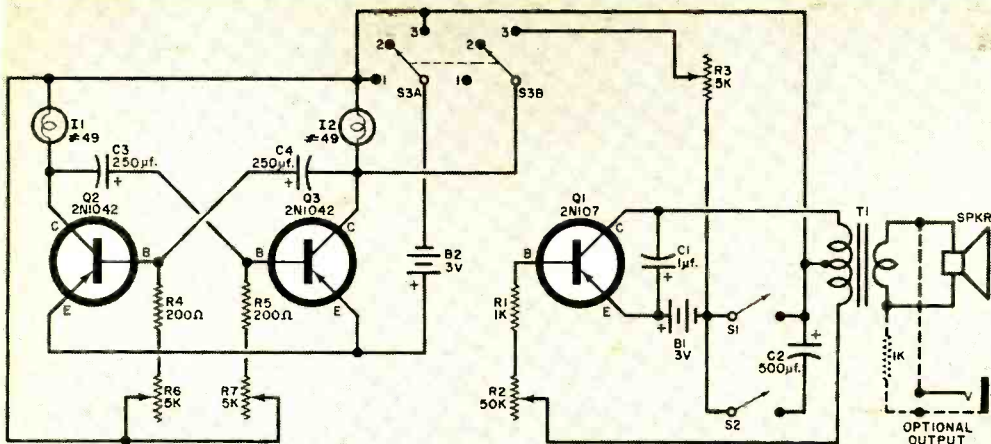 2
3
2
3
1
S3A
1
S3B
R3
5K
I1
#49
I2
#49
C3
250µf.
+
C4
250µf.
+
Q2
2N1042
C
B
E
Q3
2N1042
C
B
E
B2
3V
+
R4
200Ω
R5
200Ω
R6
5K
R7
5K
Q1
2N107
C
B
E
C1
1µf.
+
R1
1K
+
B1
3V
S1
S2
R2
50K
C2
500µf.
+
T1
SPKR
1K
V
OPTIONAL
OUTPUT